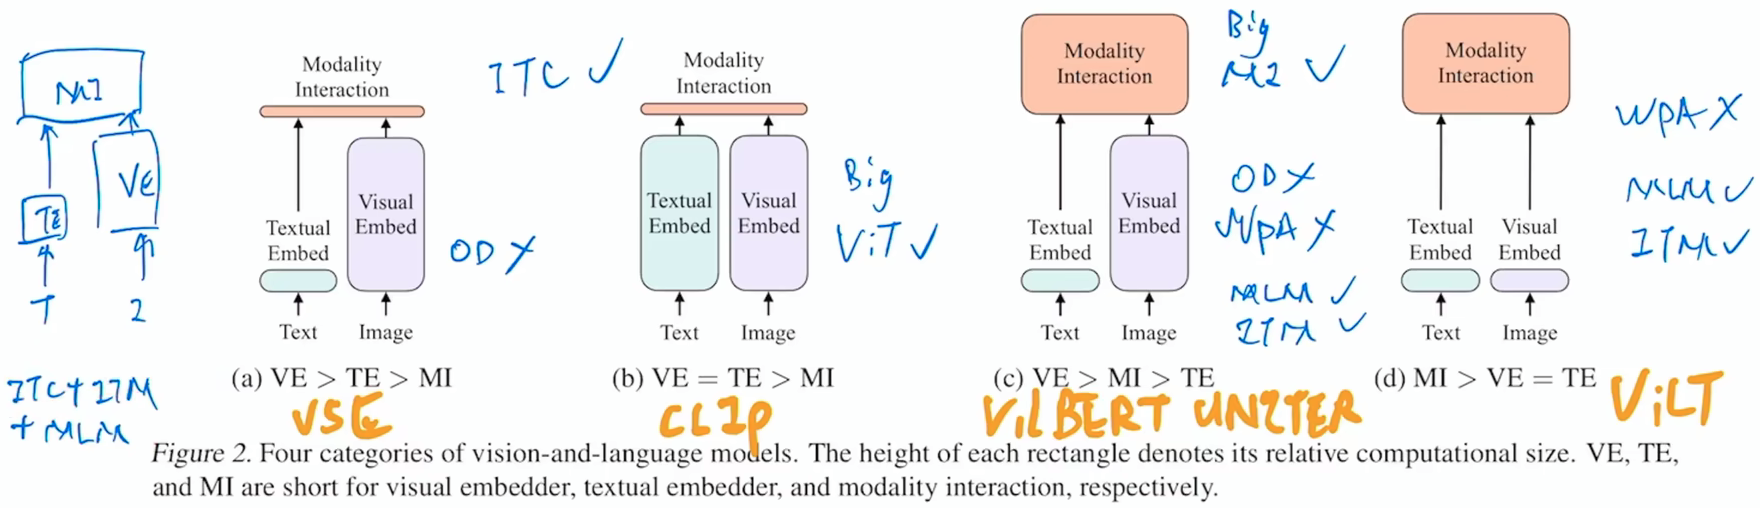 MI
VE
TE
T
I
ITC + ITM
+ MLM
Modality
Interaction
ITC ✓
Textual
Embed
Visual
Embed
OD X
Text
Image
(a) VE > TE > MI
VSE
Modality
Interaction
Textual
Embed
Visual
Embed
Big
ViT ✓
Text
Image
(b) VE = TE > MI
CLIP
Modality
Interaction
Big
MI ✓
Textual
Embed
Visual
Embed
OD X
WPA X
MLM ✓
ITM ✓
Text
Image
(c) VE > MI > TE
ViLBERT UNITER
Modality
Interaction
WPA X
MLM ✓
ITM ✓
Textual
Embed
Visual
Embed
Text
Image
(d) MI > VE = TE
ViLT
Figure 2. Four categories of vision-and-language models. The height of each rectangle denotes its relative computational size. VE, TE,
and MI are short for visual embedder, textual embedder, and modality interaction, respectively.